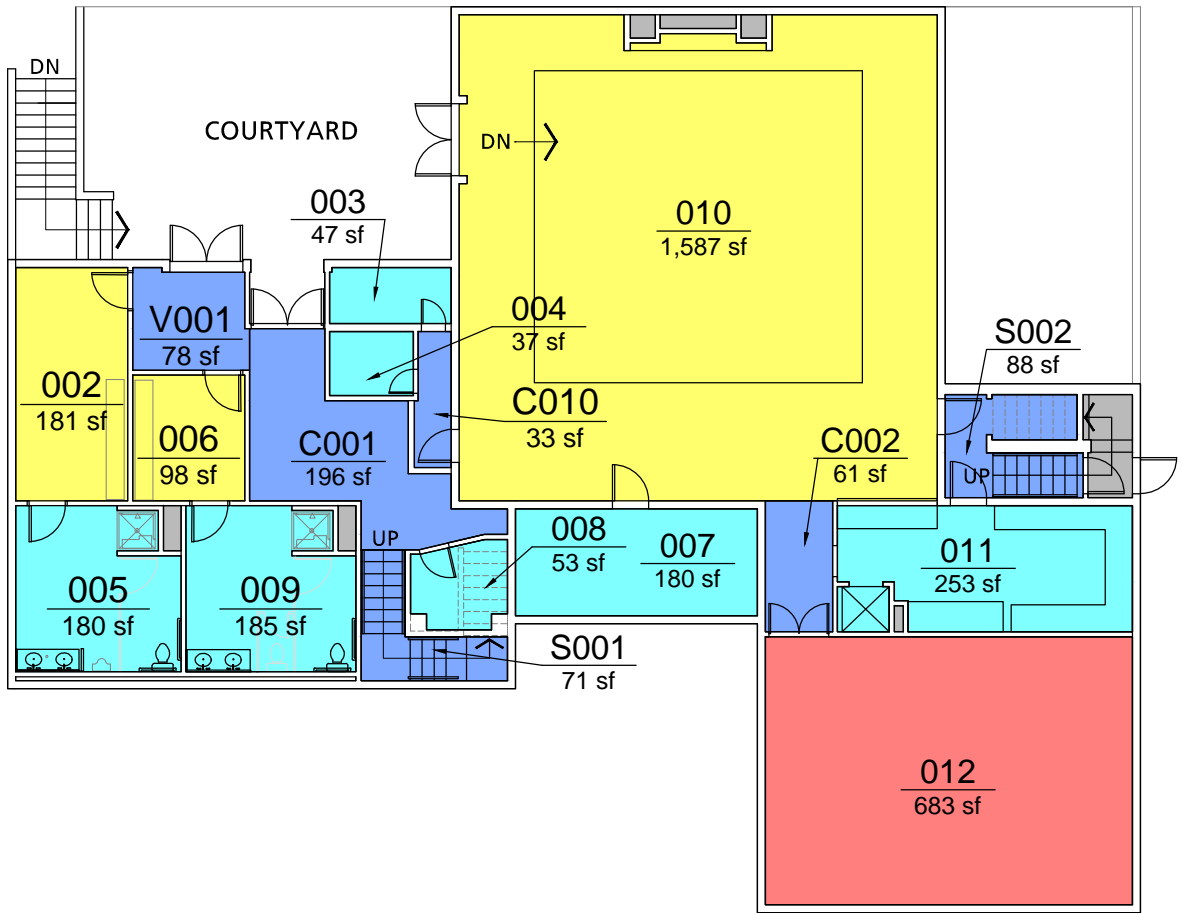 DN
COURTYARD
DN
003
47 sf
010
1,587 sf
V001
78 sf
004
37 sf
S002
88 sf
002
181 sf
006
98 sf
C001
196 sf
C010
33 sf
C002
61 sf
UP
UP
008
53 sf
007
180 sf
011
253 sf
005
180 sf
009
185 sf
S001
71 sf
012
683 sf